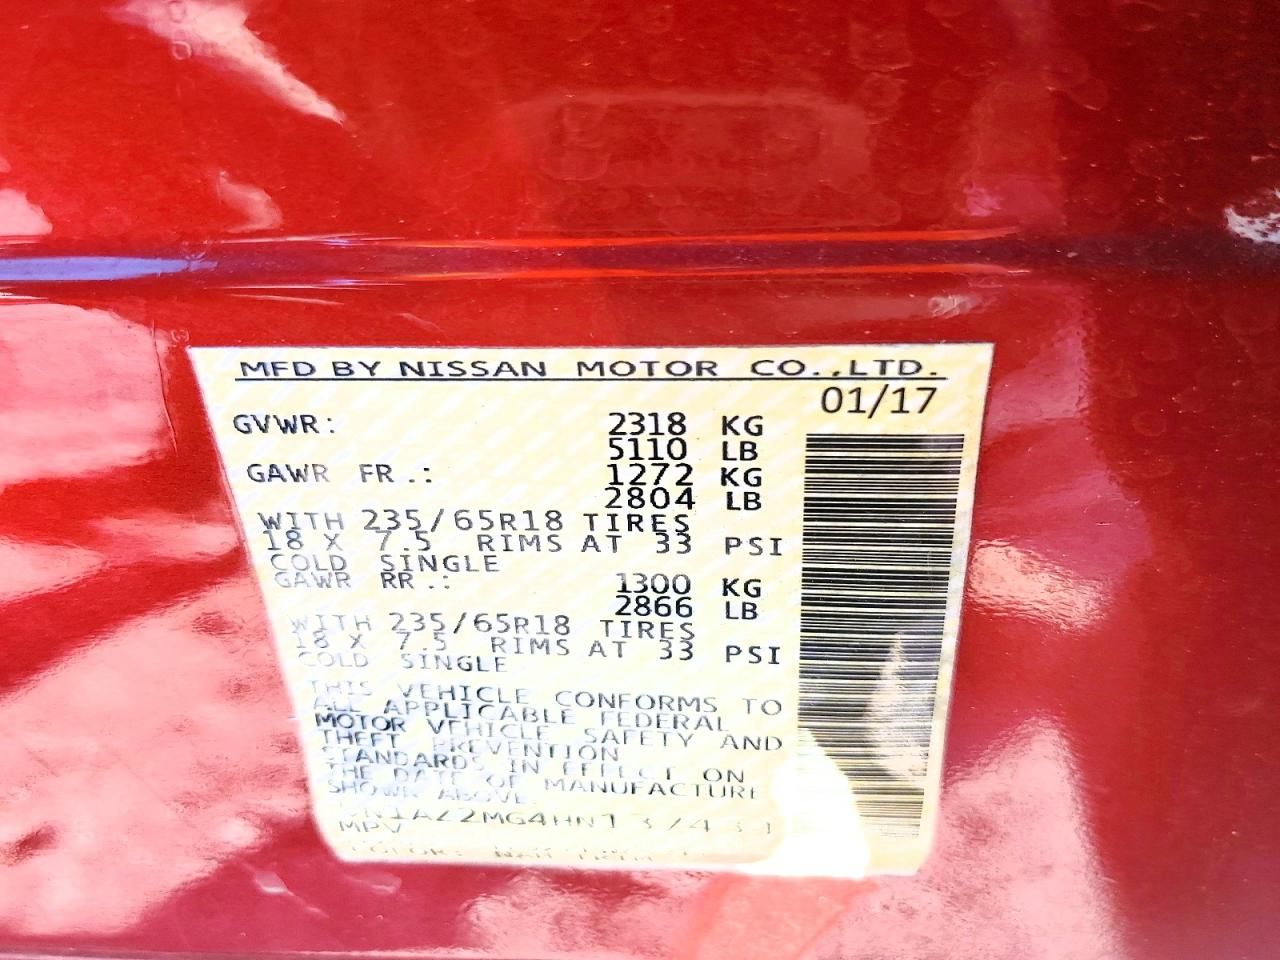 MFD BY NISSAN MOTOR CO.,LTD.
01/17
GVWR: 2318 KG
5110 LB
GAWR FR.: 1272 KG
2804 LB
WITH 235/65R18 TIRES
18 X 7.5 RIMS AT 33 PSI
COLD SINGLE
GAWR RR.: 1300 KG
2866 LB
WITH 235/65R18 TIRES
18 X 7.5 RIMS AT 33 PSI
COLD SINGLE
THIS VEHICLE CONFORMS TO
ALL APPLICABLE FEDERAL
MOTOR VEHICLE SAFETY AND
THEFT PREVENTION
STANDARDS IN EFFECT ON
THE DATE OF MANUFACTURE
SHOWN ABOVE.
MPV